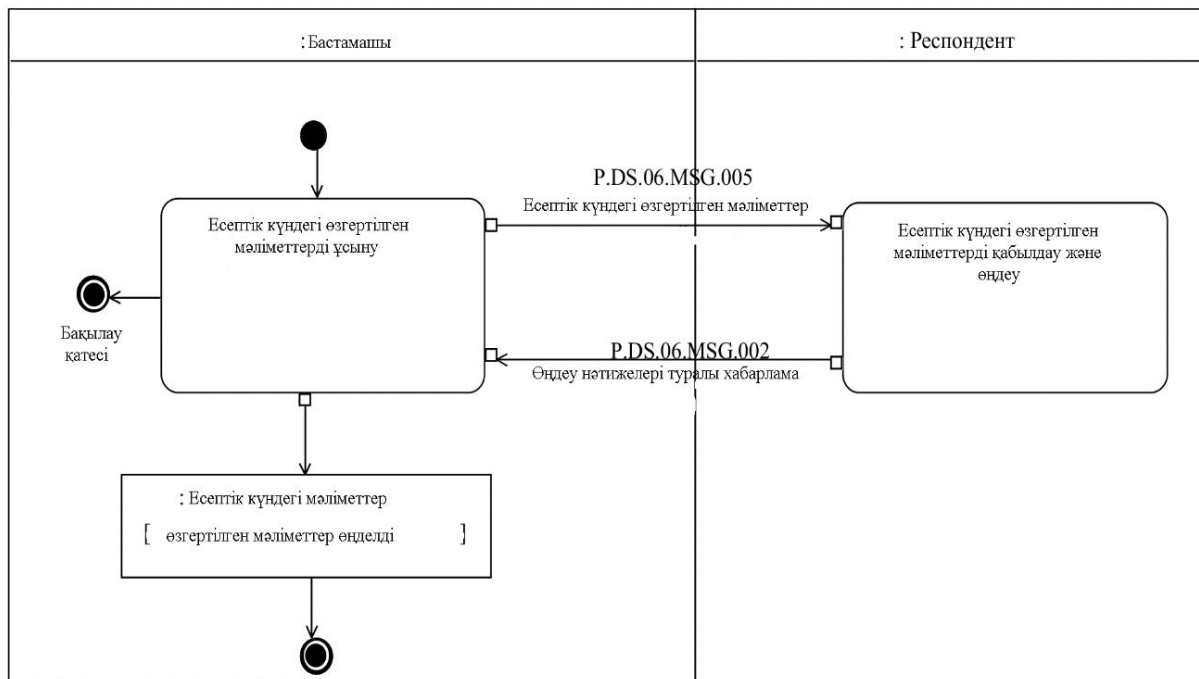 : Бастамашы
: Респондент
P.DS.06.MSG.005
Есептік күндегі өзгертілген мәліметтер
Есептік күндегі өзгертілген
мәліметтерді ұсыну
Есептік күндегі өзгертілген
мәліметтерді қабылдау және
өңдеу
Бақылау
қатесі
P.DS.06.MSG.002
Өңдеу нәтижелері туралы хабарлама
: Есептік күндегі мәліметтер
[ өзгертілген мәліметтер өңделді ]